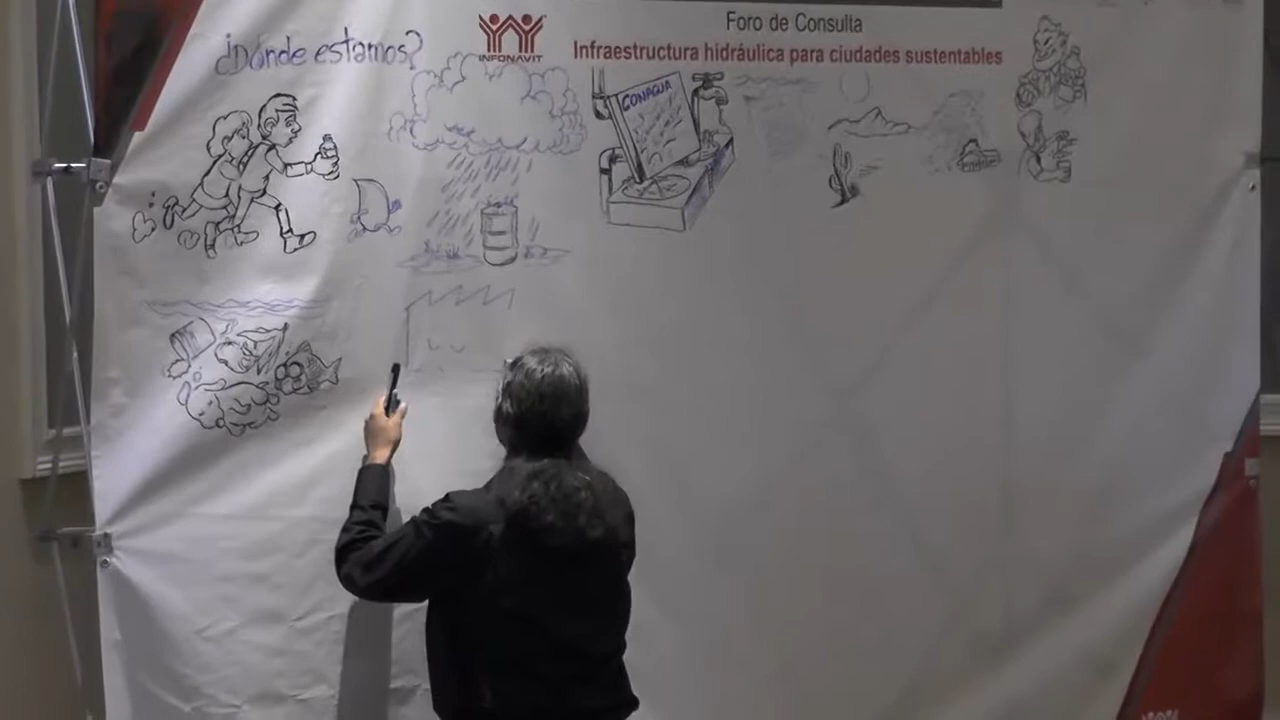 ¿Dónde estamos?
INFONAVIT
Foro de Consulta
Infraestructura hidráulica para ciudades sustentables
CONAGUA